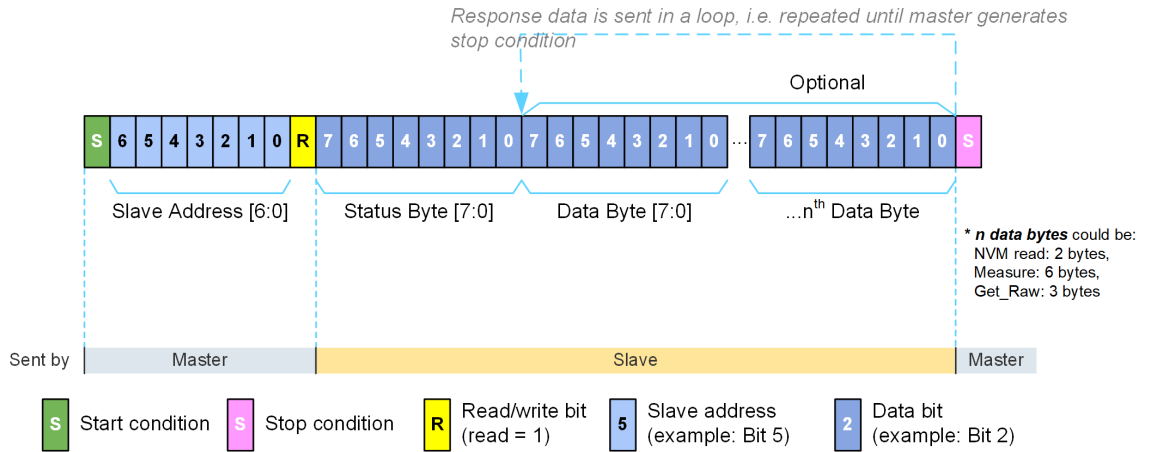 Response data is sent in a loop, i.e. repeated until master generates
stop condition
Optional
S 6 5 4 3 2 1 0 R 7 6 5 4 3 2 1 0 7 6 5 4 3 2 1 0 ... 7 6 5 4 3 2 1 0 S
Slave Address [6:0] Status Byte [7:0] Data Byte [7:0] ...nth Data Byte
* n data bytes could be:
NVM read: 2 bytes,
Measure: 6 bytes,
Get_Raw: 3 bytes
Sent by Master Slave Master
S Start condition S Stop condition R Read/write bit
(read = 1)
5 Slave address
(example: Bit 5)
2 Data bit
(example: Bit 2)